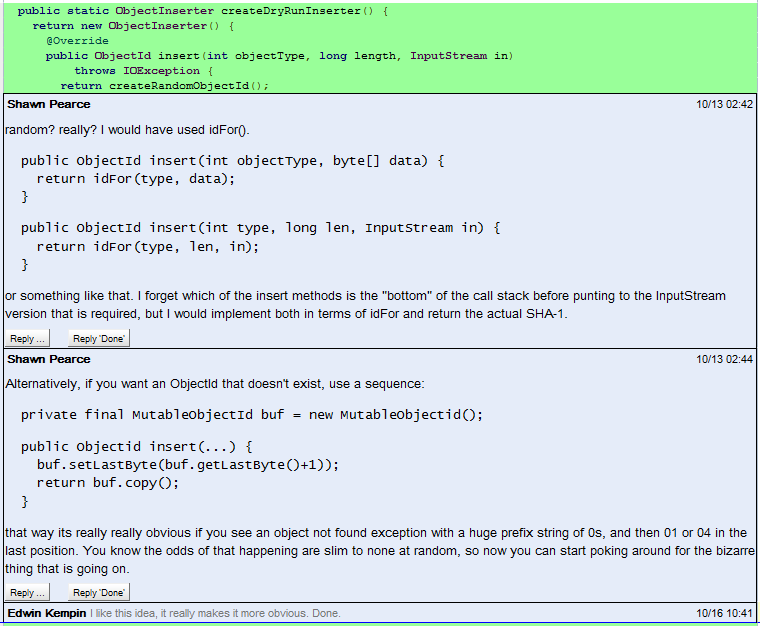 public static ObjectInserter createDryRunInserter() {
return new ObjectInserter() {
@Override
public ObjectId insert(int objectType, long length, InputStream in)
throws IOException {
return createRandomObjectId();
Shawn Pearce 10/13 02:42
random? really? I would have used idFor().
public ObjectId insert(int objectType, byte[] data) {
return idFor(type, data);
}
public ObjectId insert(int type, long len, InputStream in) {
return idFor(type, len, in);
}
or something like that. I forget which of the insert methods is the "bottom" of the call stack before punting to the InputStream
version that is required, but I would implement both in terms of idFor and return the actual SHA-1.
Reply ... Reply 'Done'
Shawn Pearce 10/13 02:44
Alternatively, if you want an ObjectId that doesn't exist, use a sequence:
private final MutableObjectId buf = new MutableObjectid();
public Objectid insert(...) {
buf.setLastByte(buf.getLastByte()+1));
return buf.copy();
}
that way its really really obvious if you see an object not found exception with a huge prefix string of 0s, and then 01 or 04 in the
last position. You know the odds of that happening are slim to none at random, so now you can start poking around for the bizarre
thing that is going on.
Reply ... Reply 'Done'
Edwin Kempin I like this idea, it really makes it more obvious. Done. 10/16 10:41